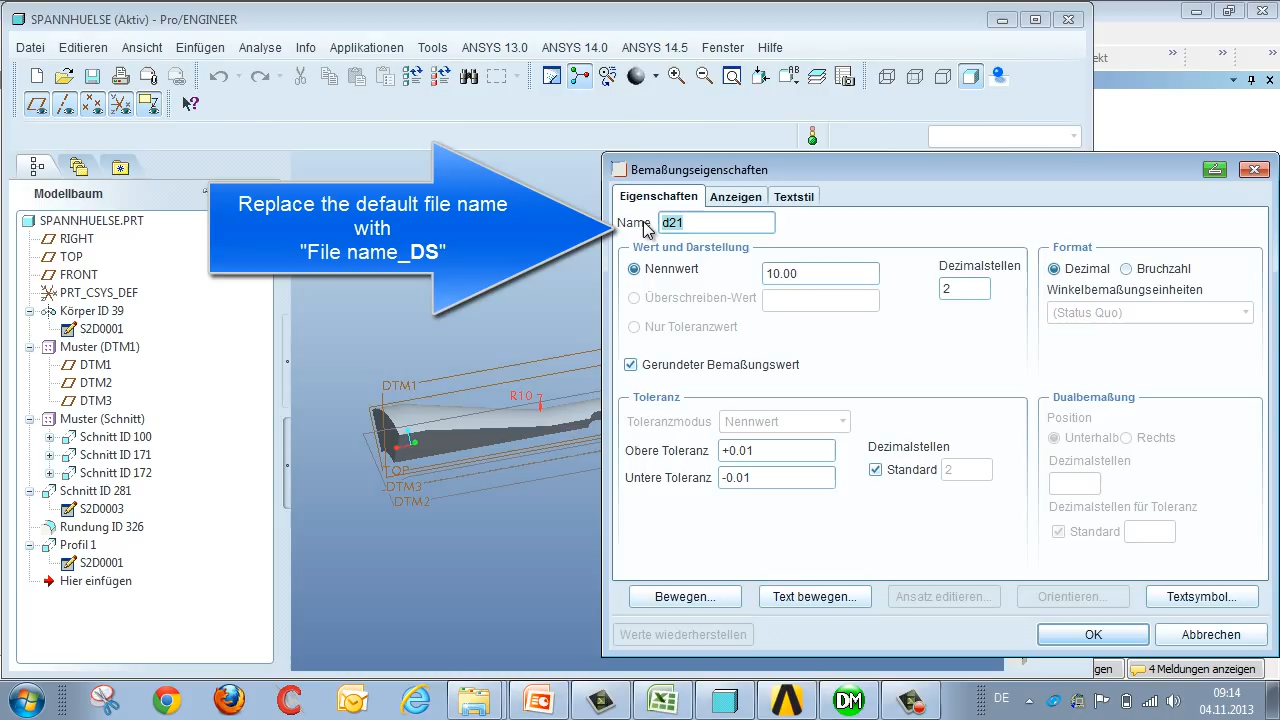 SPANNHUELSE (Aktiv) - Pro/ENGINEER
Datei Editieren Ansicht Einfügen Analyse Info Applikationen Tools ANSYS 13.0 ANSYS 14.0 ANSYS 14.5 Fenster Hilfe
ekt
Modellbaum
SPANNHUELSE.PRT
RIGHT
TOP
FRONT
PRT_CSYS_DEF
Körper ID 39
S2D0001
Muster (DTM1)
DTM1
DTM2
DTM3
Muster (Schnitt)
Schnitt ID 100
Schnitt ID 171
Schnitt ID 172
Schnitt ID 281
S2D0003
Rundung ID 326
Profil 1
S2D0001
Hier einfügen
Replace the default file name
with
"File name_DS"
DTM1
R10
TOP
DTM3
DTM2
Bemaßungseigenschaften
Eigenschaften Anzeigen Textstil
Name d21
Wert und Darstellung
Nennwert 10.00
Dezimalstellen
2
Überschreiben-Wert
Nur Toleranzwert
Gerundeter Bemaßungswert
Format
Dezimal Bruchzahl
Winkelbemaßungseinheiten
(Status Quo)
Toleranz
Toleranzmodus Nennwert
Obere Toleranz +0.01
Untere Toleranz -0.01
Dezimalstellen
Standard 2
Dualbemaßung
Position
Unterhalb Rechts
Dezimalstellen
Dezimalstellen für Toleranz
Standard
Bewegen... Text bewegen... Ansatz editieren... Orientieren... Textsymbol...
Werte wiederherstellen OK Abbrechen
gen 4 Meldungen anzeigen
DE 09:14
04.11.2013